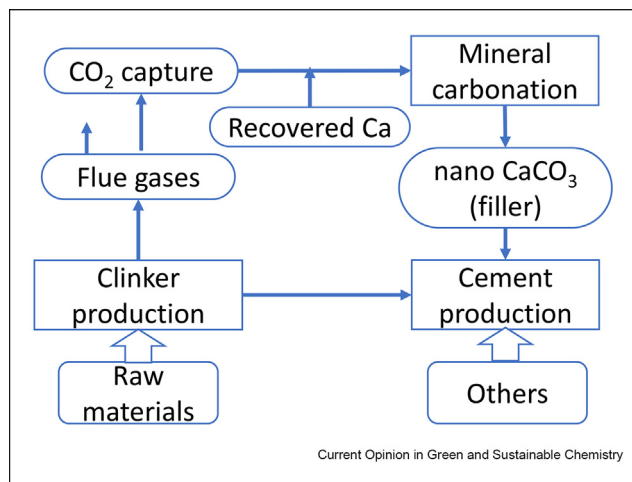 CO₂ capture
Mineral
carbonation
Recovered Ca
Flue gases
nano CaCO₃
(filler)
Clinker
production
Cement
production
Raw
materials
Others
Current Opinion in Green and Sustainable Chemistry